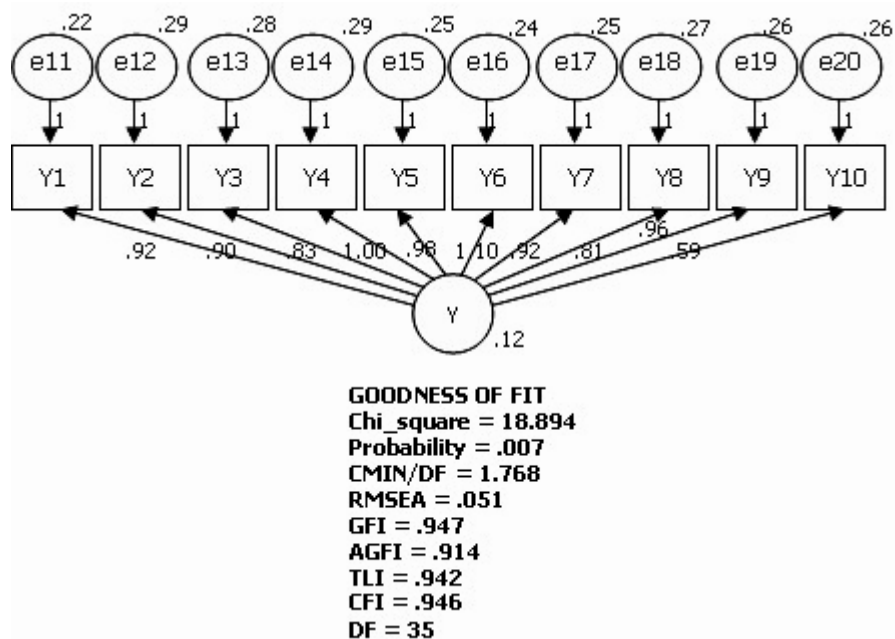 .22 .29 .28 .29 .25 .24 .25 .27 .26 .26
e11 e12 e13 e14 e15 e16 e17 e18 e19 e20
1 1 1 1 1 1 1 1 1 1
Y1 Y2 Y3 Y4 Y5 Y6 Y7 Y8 Y9 Y10
.92 .90 .83 1.00 .98 1.10 .92 .81 .96 .59
Y
.12
GOODNESS OF FIT
Chi_square = 18.894
Probability = .007
CMIN/DF = 1.768
RMSEA = .051
GFI = .947
AGFI = .914
TLI = .942
CFI = .946
DF = 35